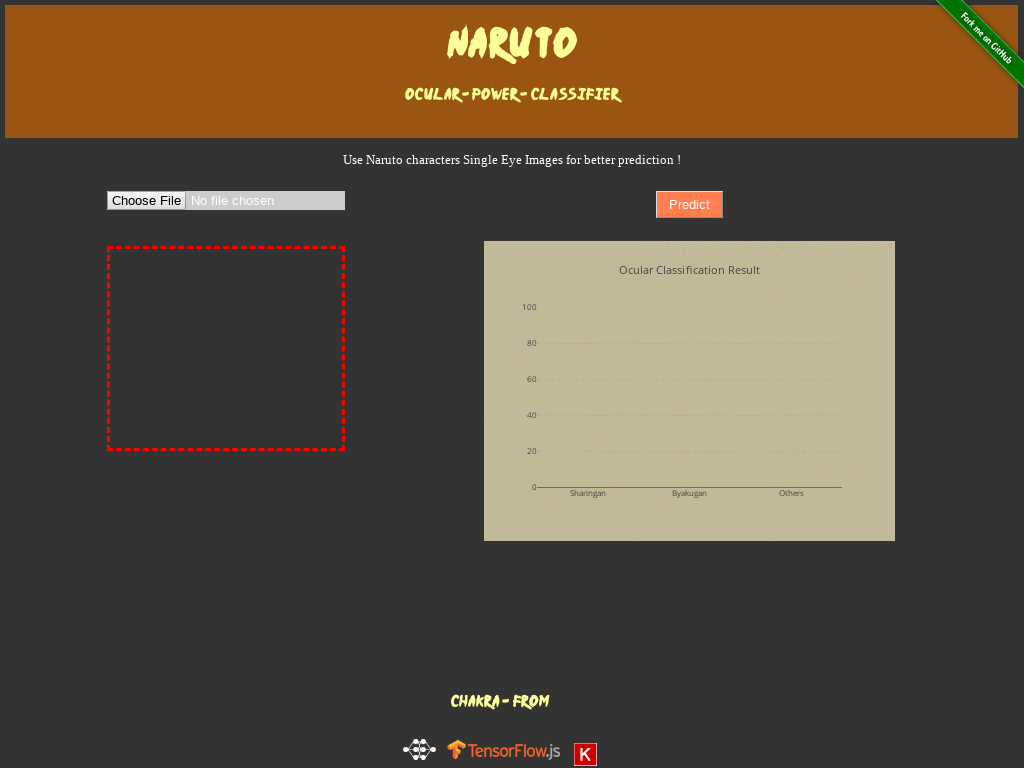 NARUTO
Fork me on GitHub
OCULAR-POWER-CLASSIFIER
Use Naruto characters Single Eye Images for better prediction !
Choose File No file chosen
Predict
Ocular Classification Result
100
80
60
40
20
0
Sharingan Byakugan Others
CHAKRA-FROM
TensorFlow.js K